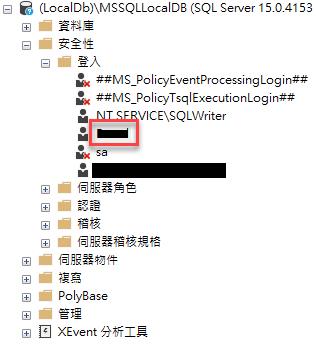 (LocalDb)\MSSQLLocalDB (SQL Server 15.0.4153
資料庫
安全性
登入
##MS_PolicyEventProcessingLogin##
##MS_PolicyTsqlExecutionLogin##
NT SERVICE\SQLWriter
sa
伺服器角色
認證
稽核
伺服器稽核規格
伺服器物件
複寫
PolyBase
管理
XEvent 分析工具